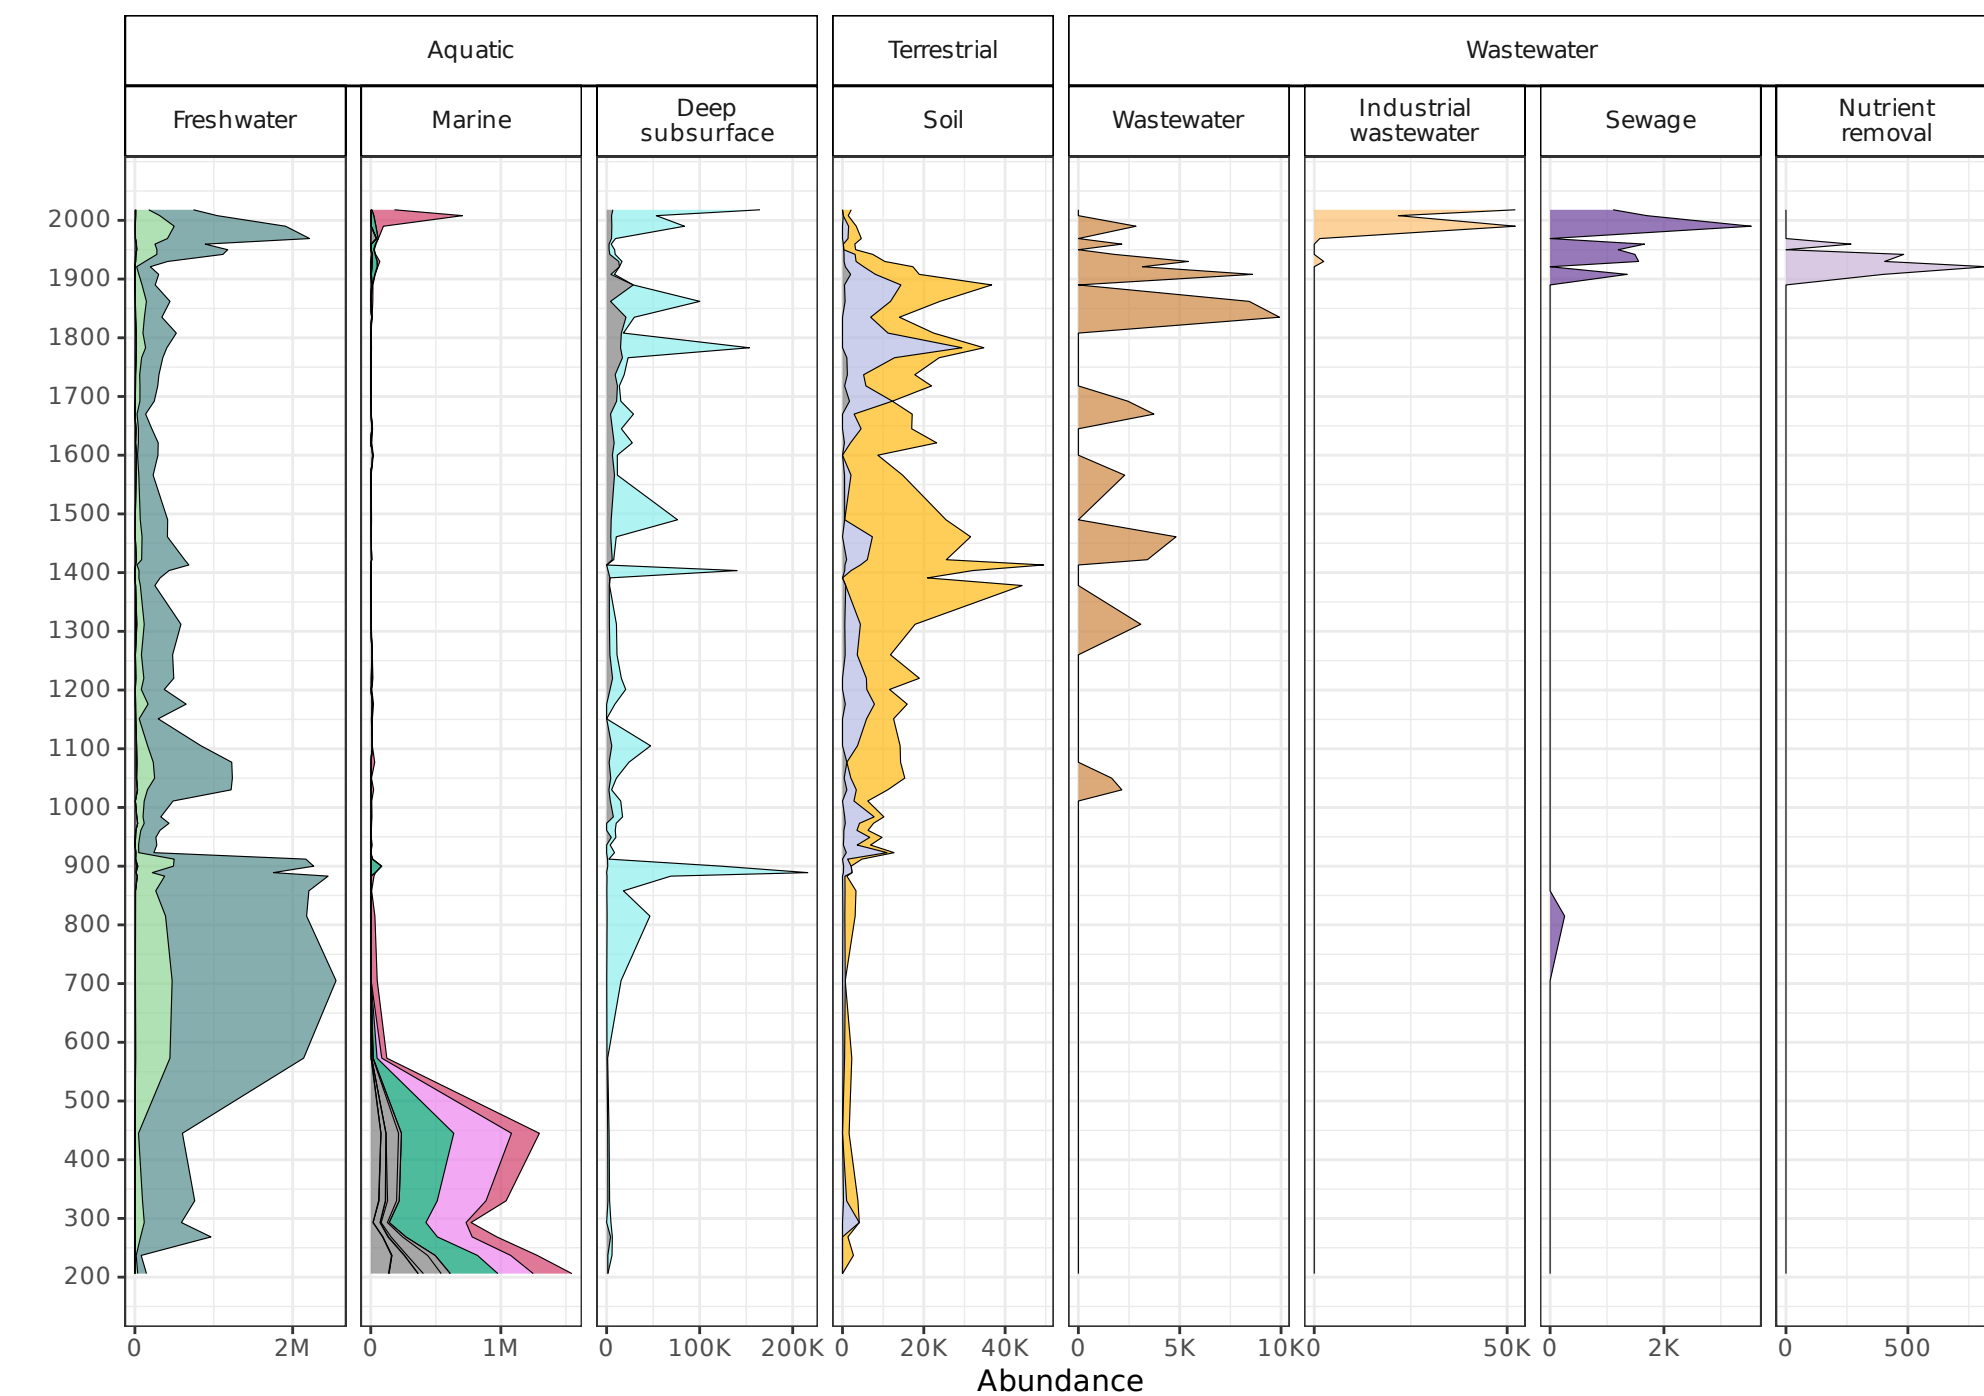 Aquatic
Terrestrial
Wastewater
Freshwater
Marine
Deep
subsurface
Soil
Wastewater
Industrial
wastewater
Sewage
Nutrient
removal
2000
1900
1800
1700
1600
1500
1400
1300
1200
1100
1000
900
800
700
600
500
400
300
200
0 2M
0 1M
0 100K 200K
0 20K 40K
0 5K 10K
0 50K
0 2K
0 500
Abundance